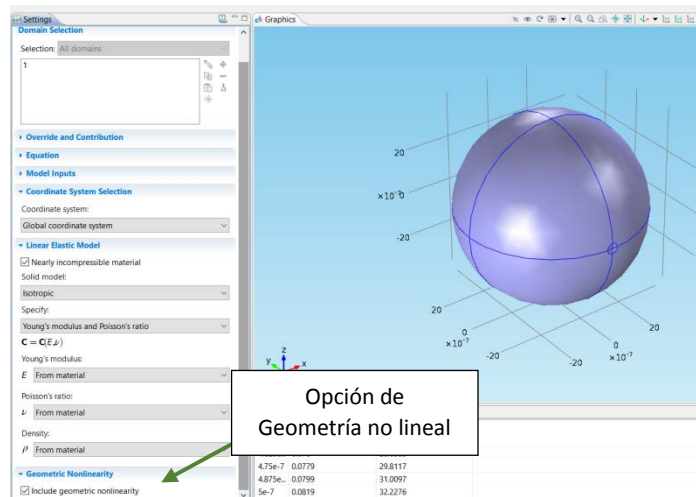 Settings
Domain Selection
Selection: All domains
1
Override and Contribution
Equation
Model Inputs
Coordinate System Selection
Coordinate system:
Global coordinate system
Linear Elastic Model
Nearly incompressible material
Solid model:
Isotropic
Specify:
Young's modulus and Poisson's ratio
C = C(E,ν)
Young's modulus:
E From material
Poisson's ratio:
ν From material
Density:
ρ From material
Geometric Nonlinearity
Include geometric nonlinearity
Graphics
20
0
-20
20
0
×10⁻⁷
-20
20
0
×10⁻⁷
-20
z
y
x
Opción de
Geometría no lineal
4.75e-7 0.0779 29.8117
4.875e... 0.0799 31.0097
5e-7 0.0819 32.2276